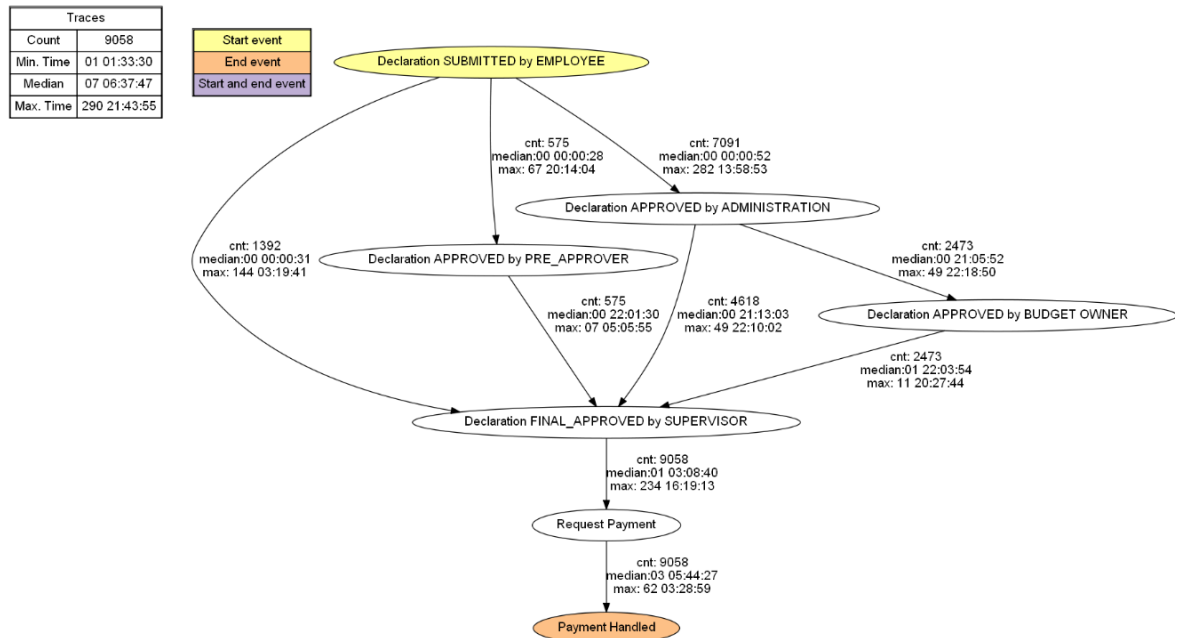 Traces
Count 9058
Min. Time 01 01:33:30
Median 07 06:37:47
Max. Time 290 21:43:55
Start event
End event
Start and end event
Declaration SUBMITTED by EMPLOYEE
cnt: 575
median:00 00:00:28
max: 67 20:14:04
cnt: 7091
median:00 00:00:52
max: 282 13:58:53
Declaration APPROVED by ADMINISTRATION
cnt: 1392
median:00 00:00:31
max: 144 03:19:41
Declaration APPROVED by PRE_APPROVER
cnt: 2473
median:00 21:05:52
max: 49 22:18:50
cnt: 575
median:00 22:01:30
max: 07 05:05:55
cnt: 4618
median:00 21:13:03
max: 49 22:10:02
Declaration APPROVED by BUDGET OWNER
cnt: 2473
median:01 22:03:54
max: 11 20:27:44
Declaration FINAL_APPROVED by SUPERVISOR
cnt: 9058
median:01 03:08:40
max: 234 16:19:13
Request Payment
cnt: 9058
median:03 05:44:27
max: 62 03:28:59
Payment Handled